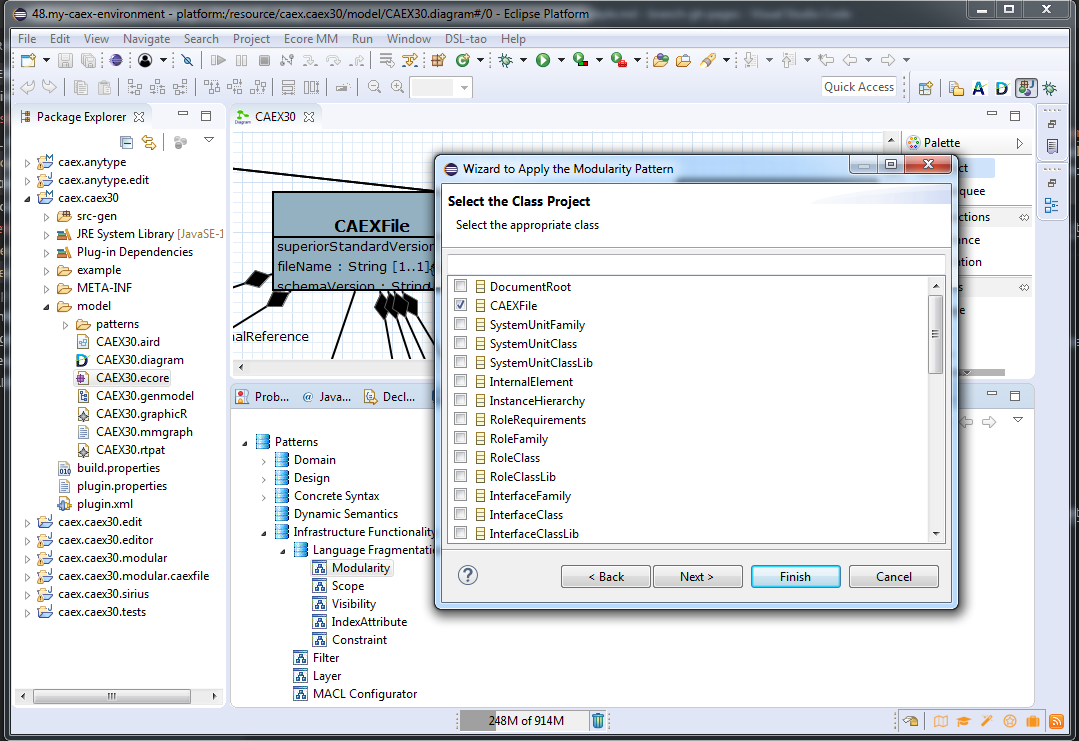 48.my-caex-environment - platform:/resource/caex.caex30/model/CAEX30.diagram#/0 - Eclipse Platform
File Edit View Navigate Search Project Ecore MM Run Window DSL-tao Help
Quick Access
Package Explorer
caex.anytype
caex.anytype.edit
caex.caex30
src-gen
JRE System Library [JavaSE-1
Plug-in Dependencies
example
META-INF
model
patterns
CAEX30.aird
CAEX30.diagram
CAEX30.ecore
CAEX30.genmodel
CAEX30.graphicR
CAEX30.mmgraph
CAEX30.rtpat
build.properties
plugin.properties
plugin.xml
caex.caex30.edit
caex.caex30.editor
caex.caex30.modular
caex.caex30.modular.caexfile
caex.caex30.sirius
caex.caex30.tests
CAEX30
CAEXFile
superiorStandardVersion
fileName : String [1..1]
schemaVersion : String
nalReference
Palette
ct
quee
ctions
nce
ation
s
e
Prob... Java... Decl...
Patterns
Domain
Design
Concrete Syntax
Dynamic Semantics
Infrastructure Functionality
Language Fragmentati
Modularity
Scope
Visibility
IndexAttribute
Constraint
Filter
Layer
MACL Configurator
Wizard to Apply the Modularity Pattern
Select the Class Project
Select the appropriate class
DocumentRoot
CAEXFile
SystemUnitFamily
SystemUnitClass
SystemUnitClassLib
InternalElement
InstanceHierarchy
RoleRequirements
RoleFamily
RoleClass
RoleClassLib
InterfaceFamily
InterfaceClass
InterfaceClassLib
< Back Next > Finish Cancel
248M of 914M